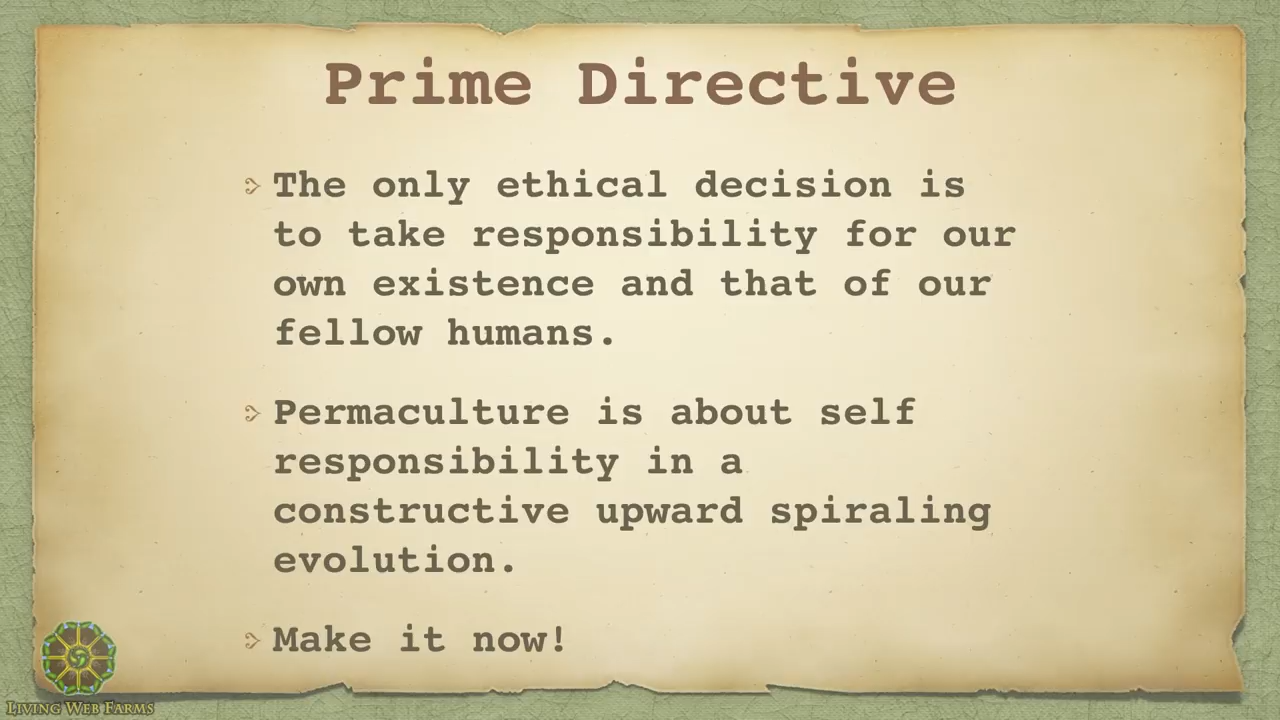 Prime Directive
The only ethical decision is
to take responsibility for our
own existence and that of our
fellow humans.
Permaculture is about self
responsibility in a
constructive upward spiraling
evolution.
Make it now!
LIVING WEB FARMS